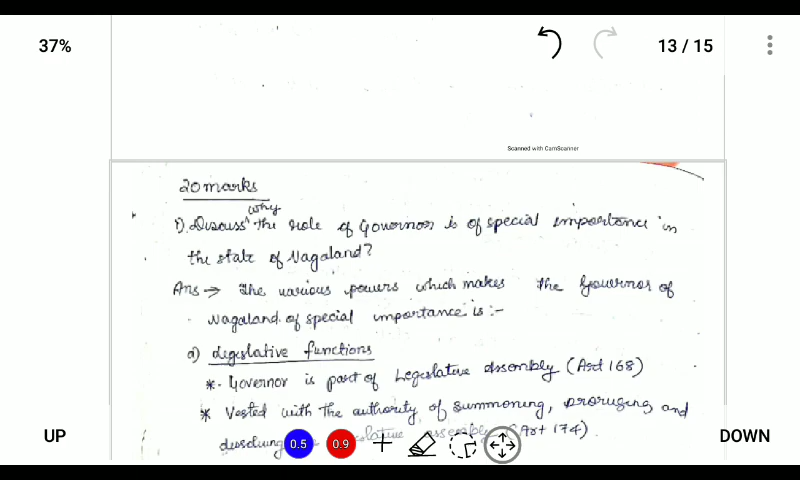 37%
13 / 15
Scanned with CamScanner
20 marks
why
1) Discuss ^ the role of Governor is of special importance in
the state of Nagaland?
Ans → The various powers which makes the Governor of
Nagaland of special importance is :-
a) Legislative functions
* Governor is part of Legislative Assembly (Art 168)
* Vested with the authority of summoning, proroguing and
(Art 174).
0.5
0.9
UP
DOWN